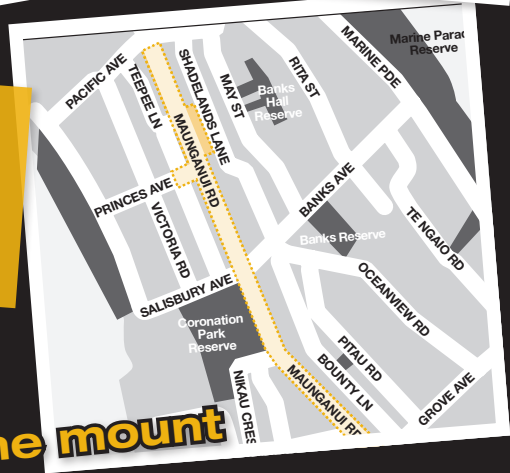 Marine Parad
Reserve
MARINE PDE
PACIFIC AVE
TEEPEE LN
SHADELANDS LANE
MAY ST
RITA ST
Banks
Hall
Reserve
MAUNGANUI RD
PRINCES AVE
VICTORIA RD
BANKS AVE
TE NGAIO RD
Banks Reserve
SALISBURY AVE
OCEANVIEW RD
Coronation
Park
Reserve
PITAU RD
BOUNTY LN
NIKAU CRES
MAUNGANUI RD
GROVE AVE
he mount